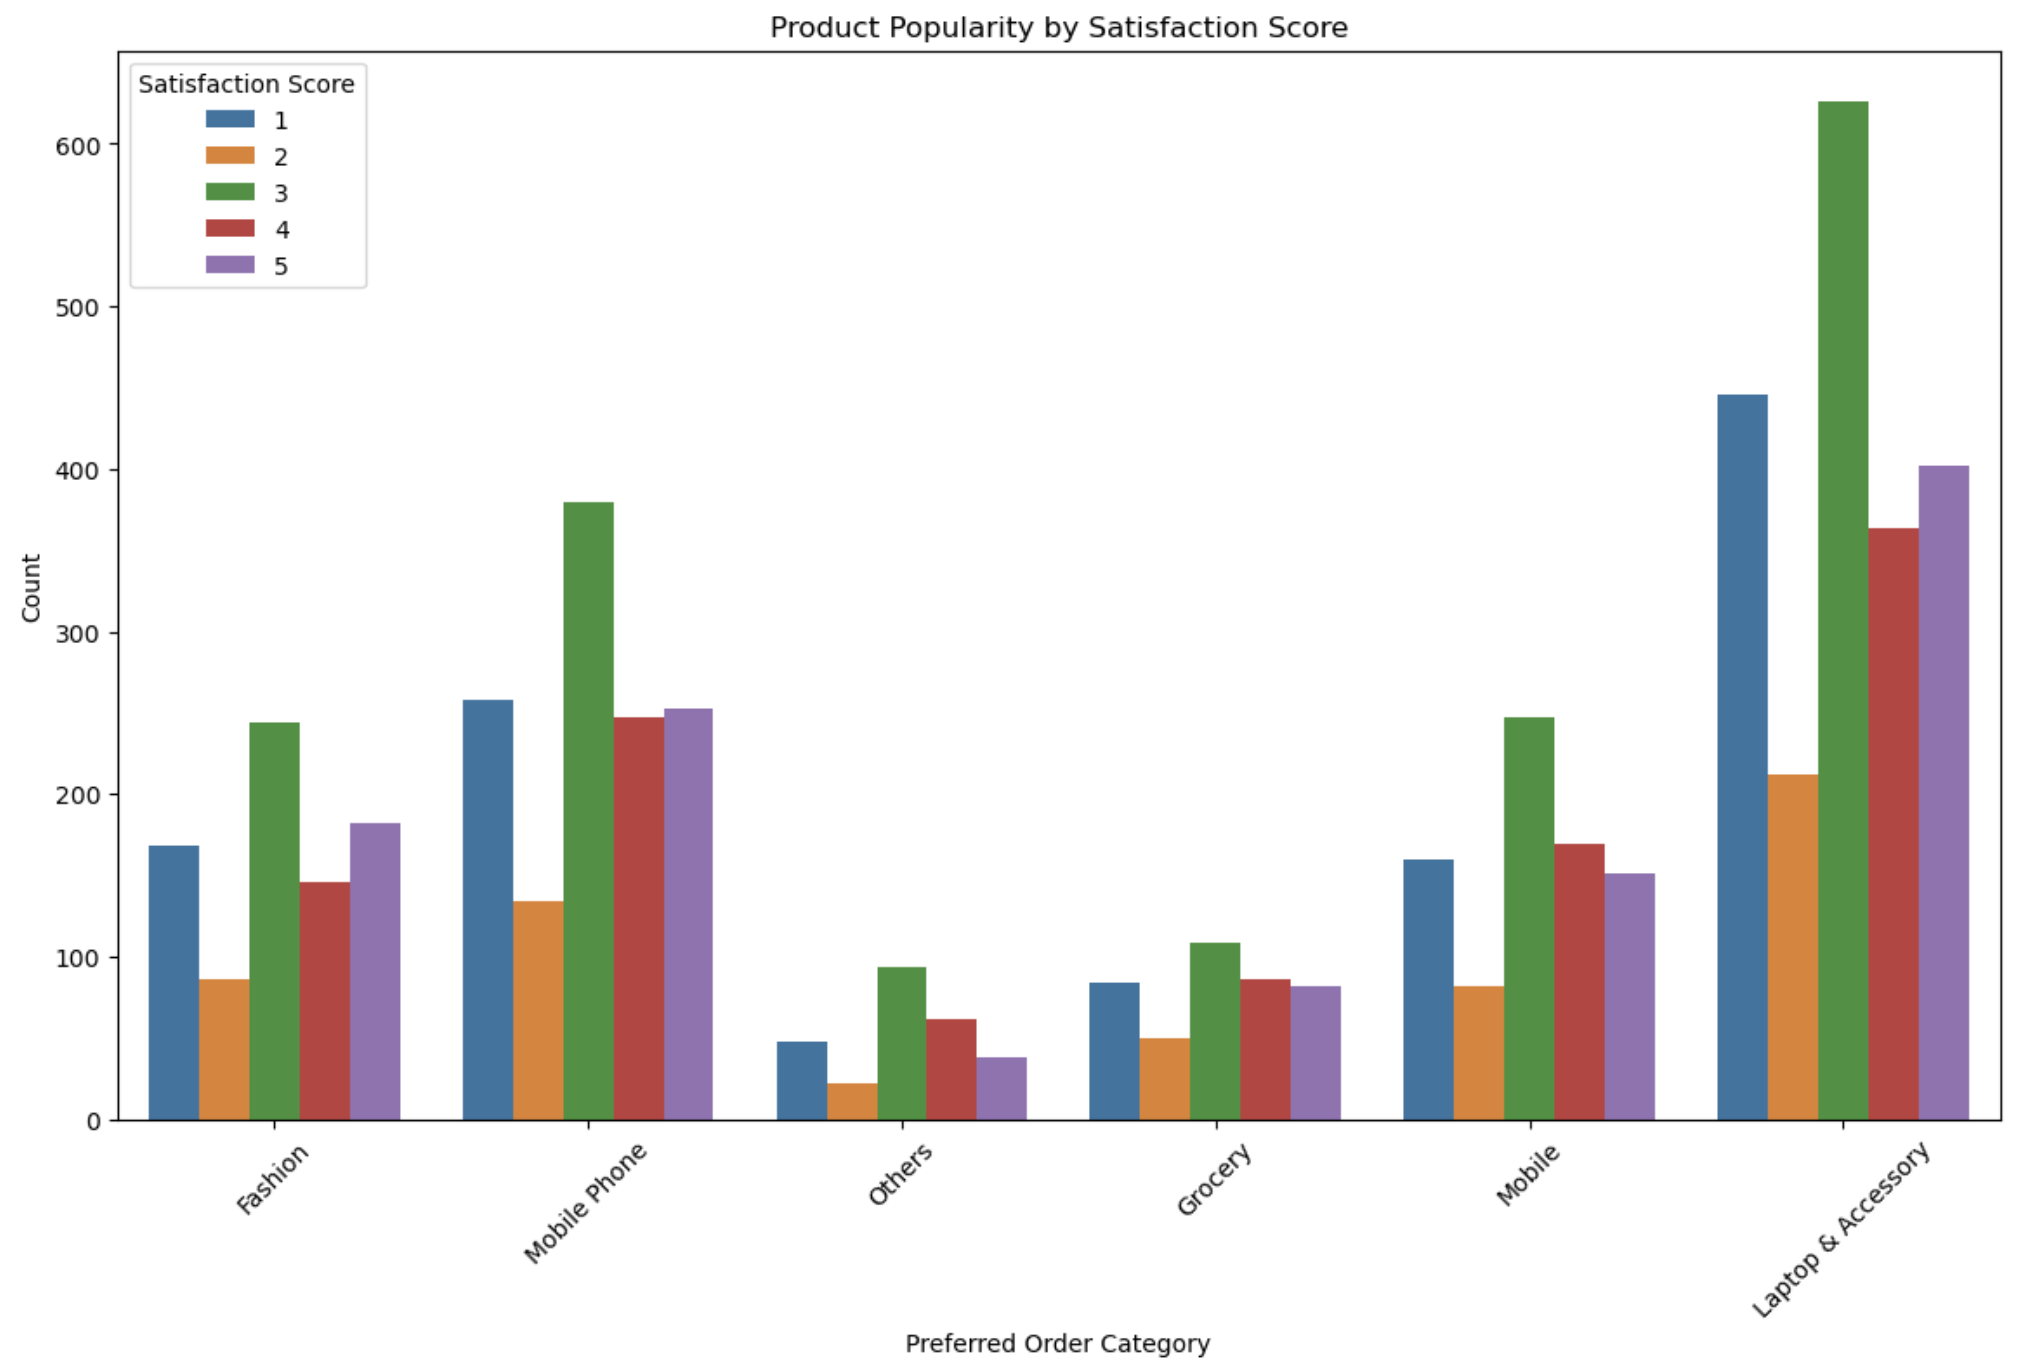 Product Popularity by Satisfaction Score
Satisfaction Score
1
2
3
4
5
600
500
400
300
200
100
0
Count
Fashion
Mobile Phone
Others
Grocery
Mobile
Laptop & Accessory
Preferred Order Category